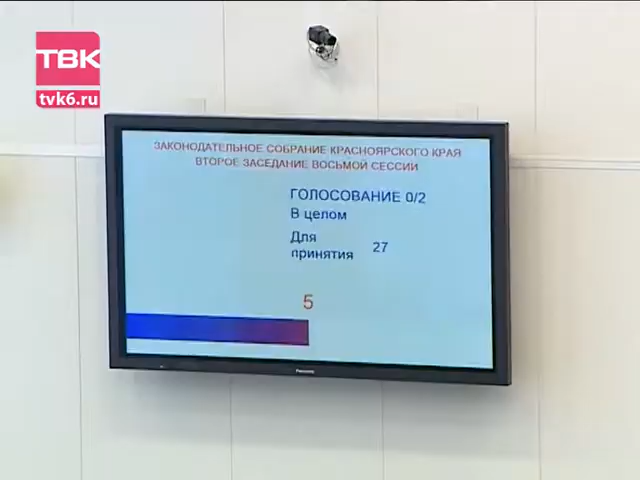 ТВК
tvk6.ru
ЗАКОНОДАТЕЛЬНОЕ СОБРАНИЕ КРАСНОЯРСКОГО КРАЯ
ВТОРОЕ ЗАСЕДАНИЕ ВОСЬМОЙ СЕССИИ
ГОЛОСОВАНИЕ 0/2
В целом
Для
принятия 27
5
Panasonic